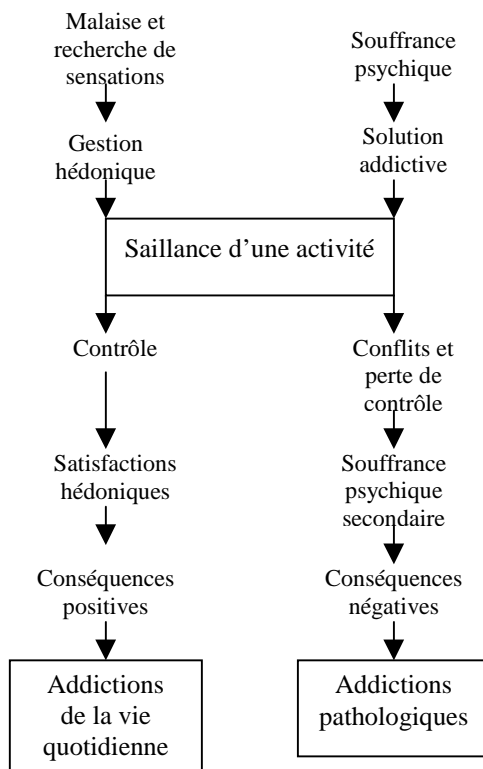 Malaise et
recherche de
sensations
Souffrance
psychique
Gestion
hédonique
Solution
addictive
Saillance d'une activité
Contrôle
Conflits et
perte de
contrôle
Satisfactions
hédoniques
Souffrance
psychique
secondaire
Conséquences
positives
Conséquences
négatives
Addictions
de la vie
quotidienne
Addictions
pathologiques